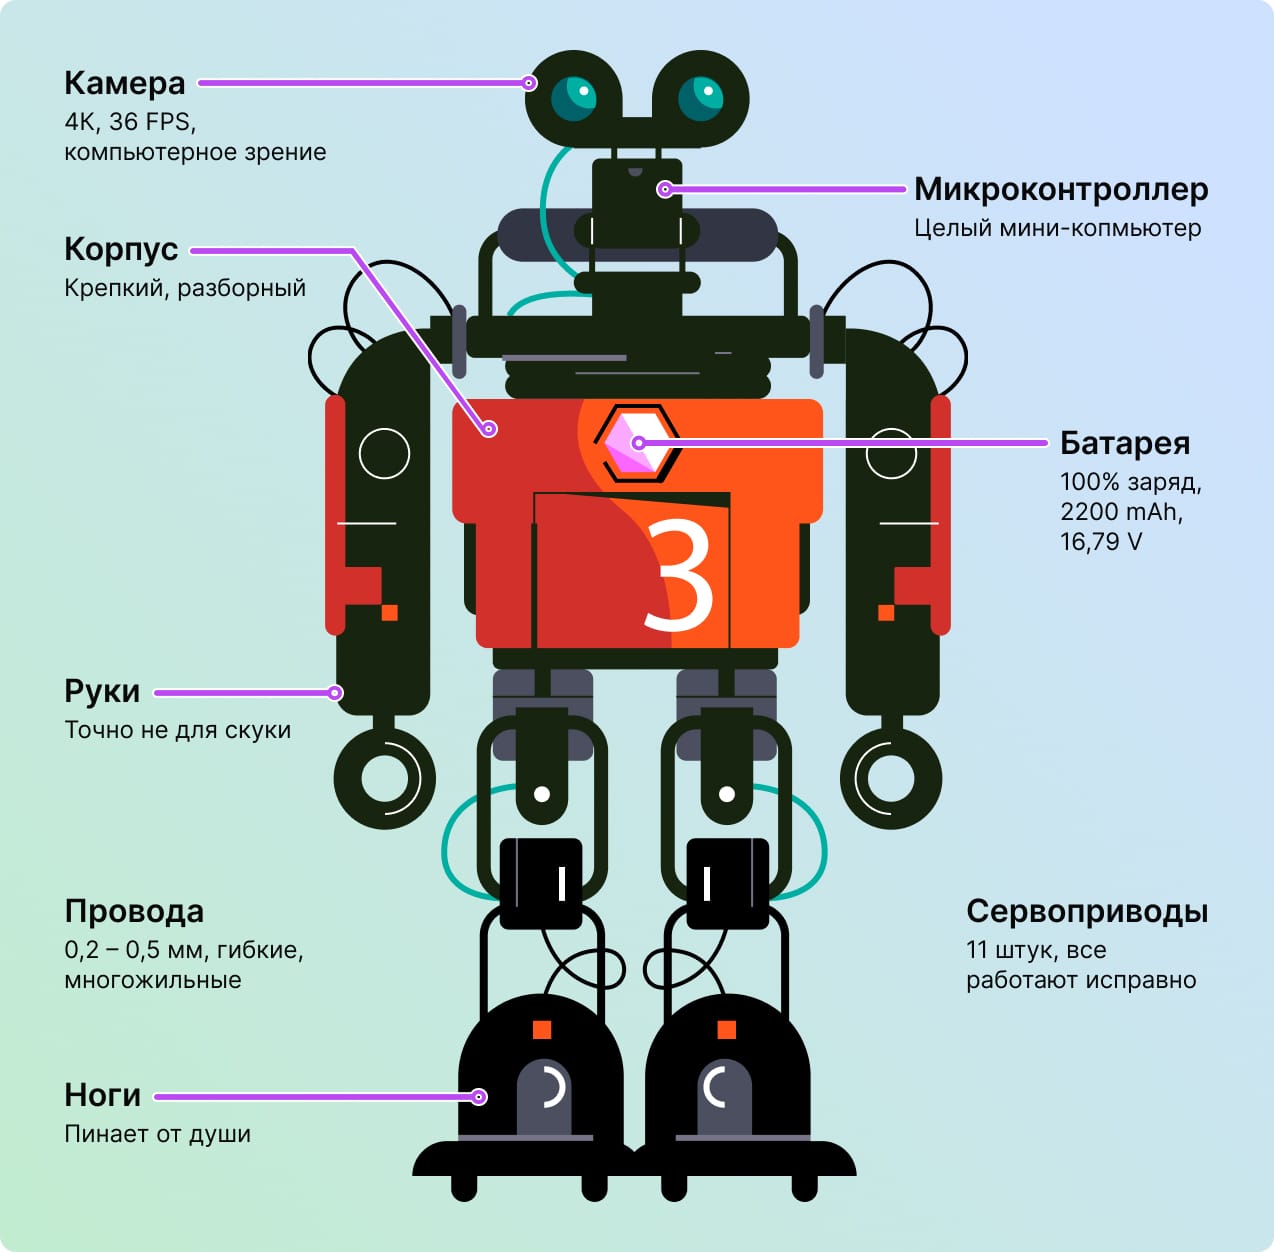 Камера
4K, 36 FPS,
компьютерное зрение
Микроконтроллер
Целый мини-копмьютер
Корпус
Крепкий, разборный
Батарея
100% заряд,
2200 mAh,
16,79 V
3
Руки
Точно не для скуки
Провода
0,2 – 0,5 мм, гибкие,
многожильные
Сервоприводы
11 штук, все
работают исправно
Ноги
Пинает от души